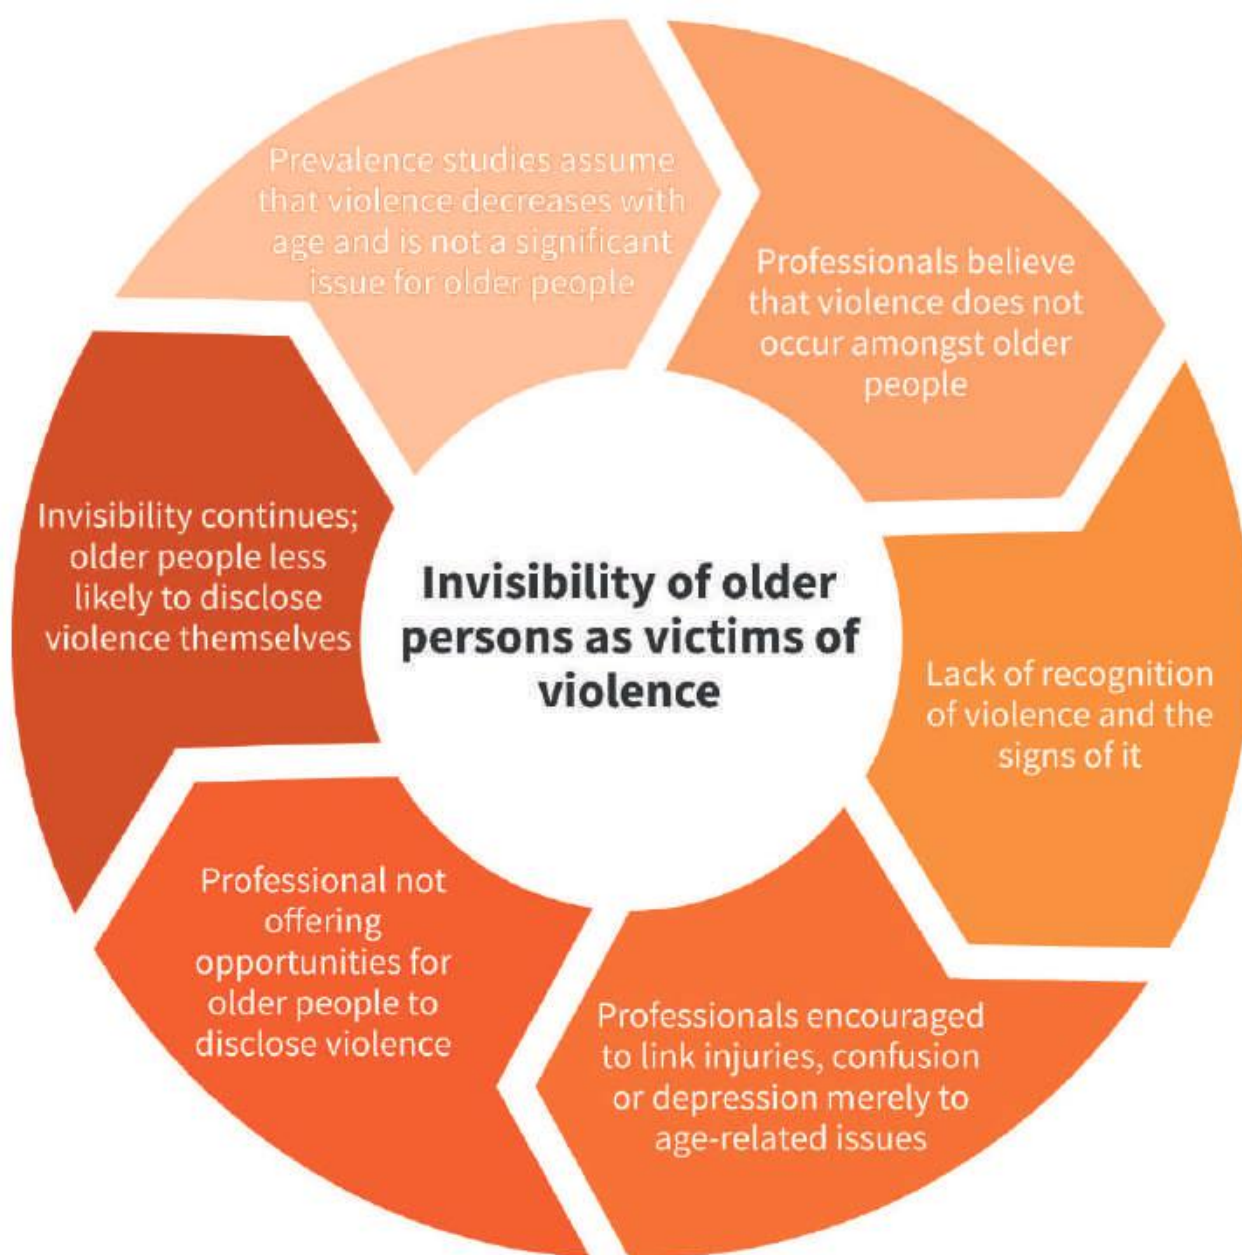 Prevalence studies assume
that violence decreases with
age and is not a significant
issue for older people
Professionals believe
that violence does not
occur amongst older
people
Lack of recognition
of violence and the
signs of it
Professionals encouraged
to link injuries, confusion
or depression merely to
age-related issues
Professional not
offering
opportunities for
older people to
disclose violence
Invisibility continues;
older people less
likely to disclose
violence themselves
Invisibility of older
persons as victims of
violence